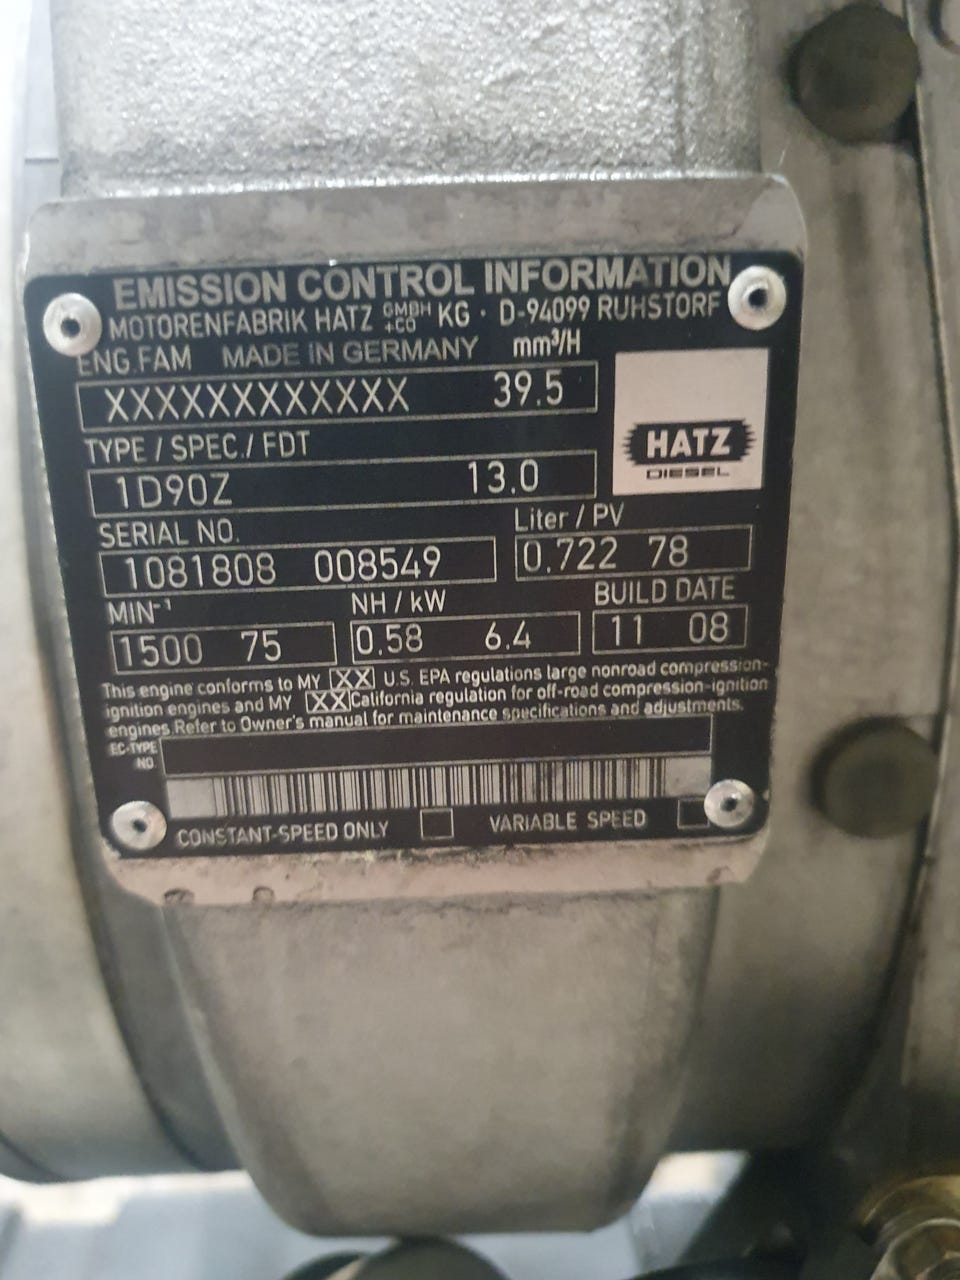 EMISSION CONTROL INFORMATION
MOTORENFABRIK HATZ GMBH +CO KG · D-94099 RUHSTORF
ENG.FAM MADE IN GERMANY mm³/H
XXXXXXXXXXXX 39.5
TYPE / SPEC./ FDT
1D90Z 13.0
HATZ
DIESEL
SERIAL NO. Liter / PV
1081808 008549 0.722 78
MIN-¹ NH / kW BUILD DATE
1500 75 0.58 6.4 11 08
This engine conforms to MY XX U.S. EPA regulations large nonroad compression-
ignition engines and MY XX California regulation for off-road compression-ignition
engines. Refer to Owner's manual for maintenance specifications and adjustments.
EC-TYPE
NO
CONSTANT-SPEED ONLY VARIABLE SPEED